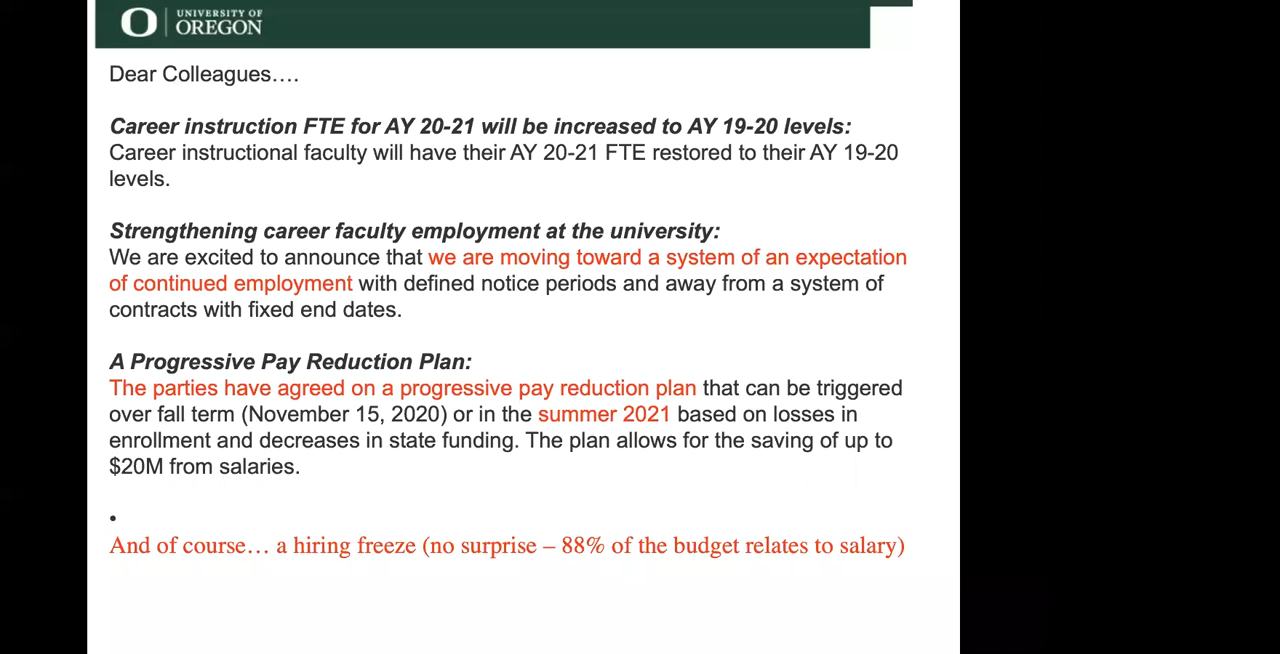 UNIVERSITY OF
OREGON
Dear Colleagues….
Career instruction FTE for AY 20-21 will be increased to AY 19-20 levels:
Career instructional faculty will have their AY 20-21 FTE restored to their AY 19-20
levels.
Strengthening career faculty employment at the university:
We are excited to announce that we are moving toward a system of an expectation
of continued employment with defined notice periods and away from a system of
contracts with fixed end dates.
A Progressive Pay Reduction Plan:
The parties have agreed on a progressive pay reduction plan that can be triggered
over fall term (November 15, 2020) or in the summer 2021 based on losses in
enrollment and decreases in state funding. The plan allows for the saving of up to
$20M from salaries.
•
And of course… a hiring freeze (no surprise – 88% of the budget relates to salary)